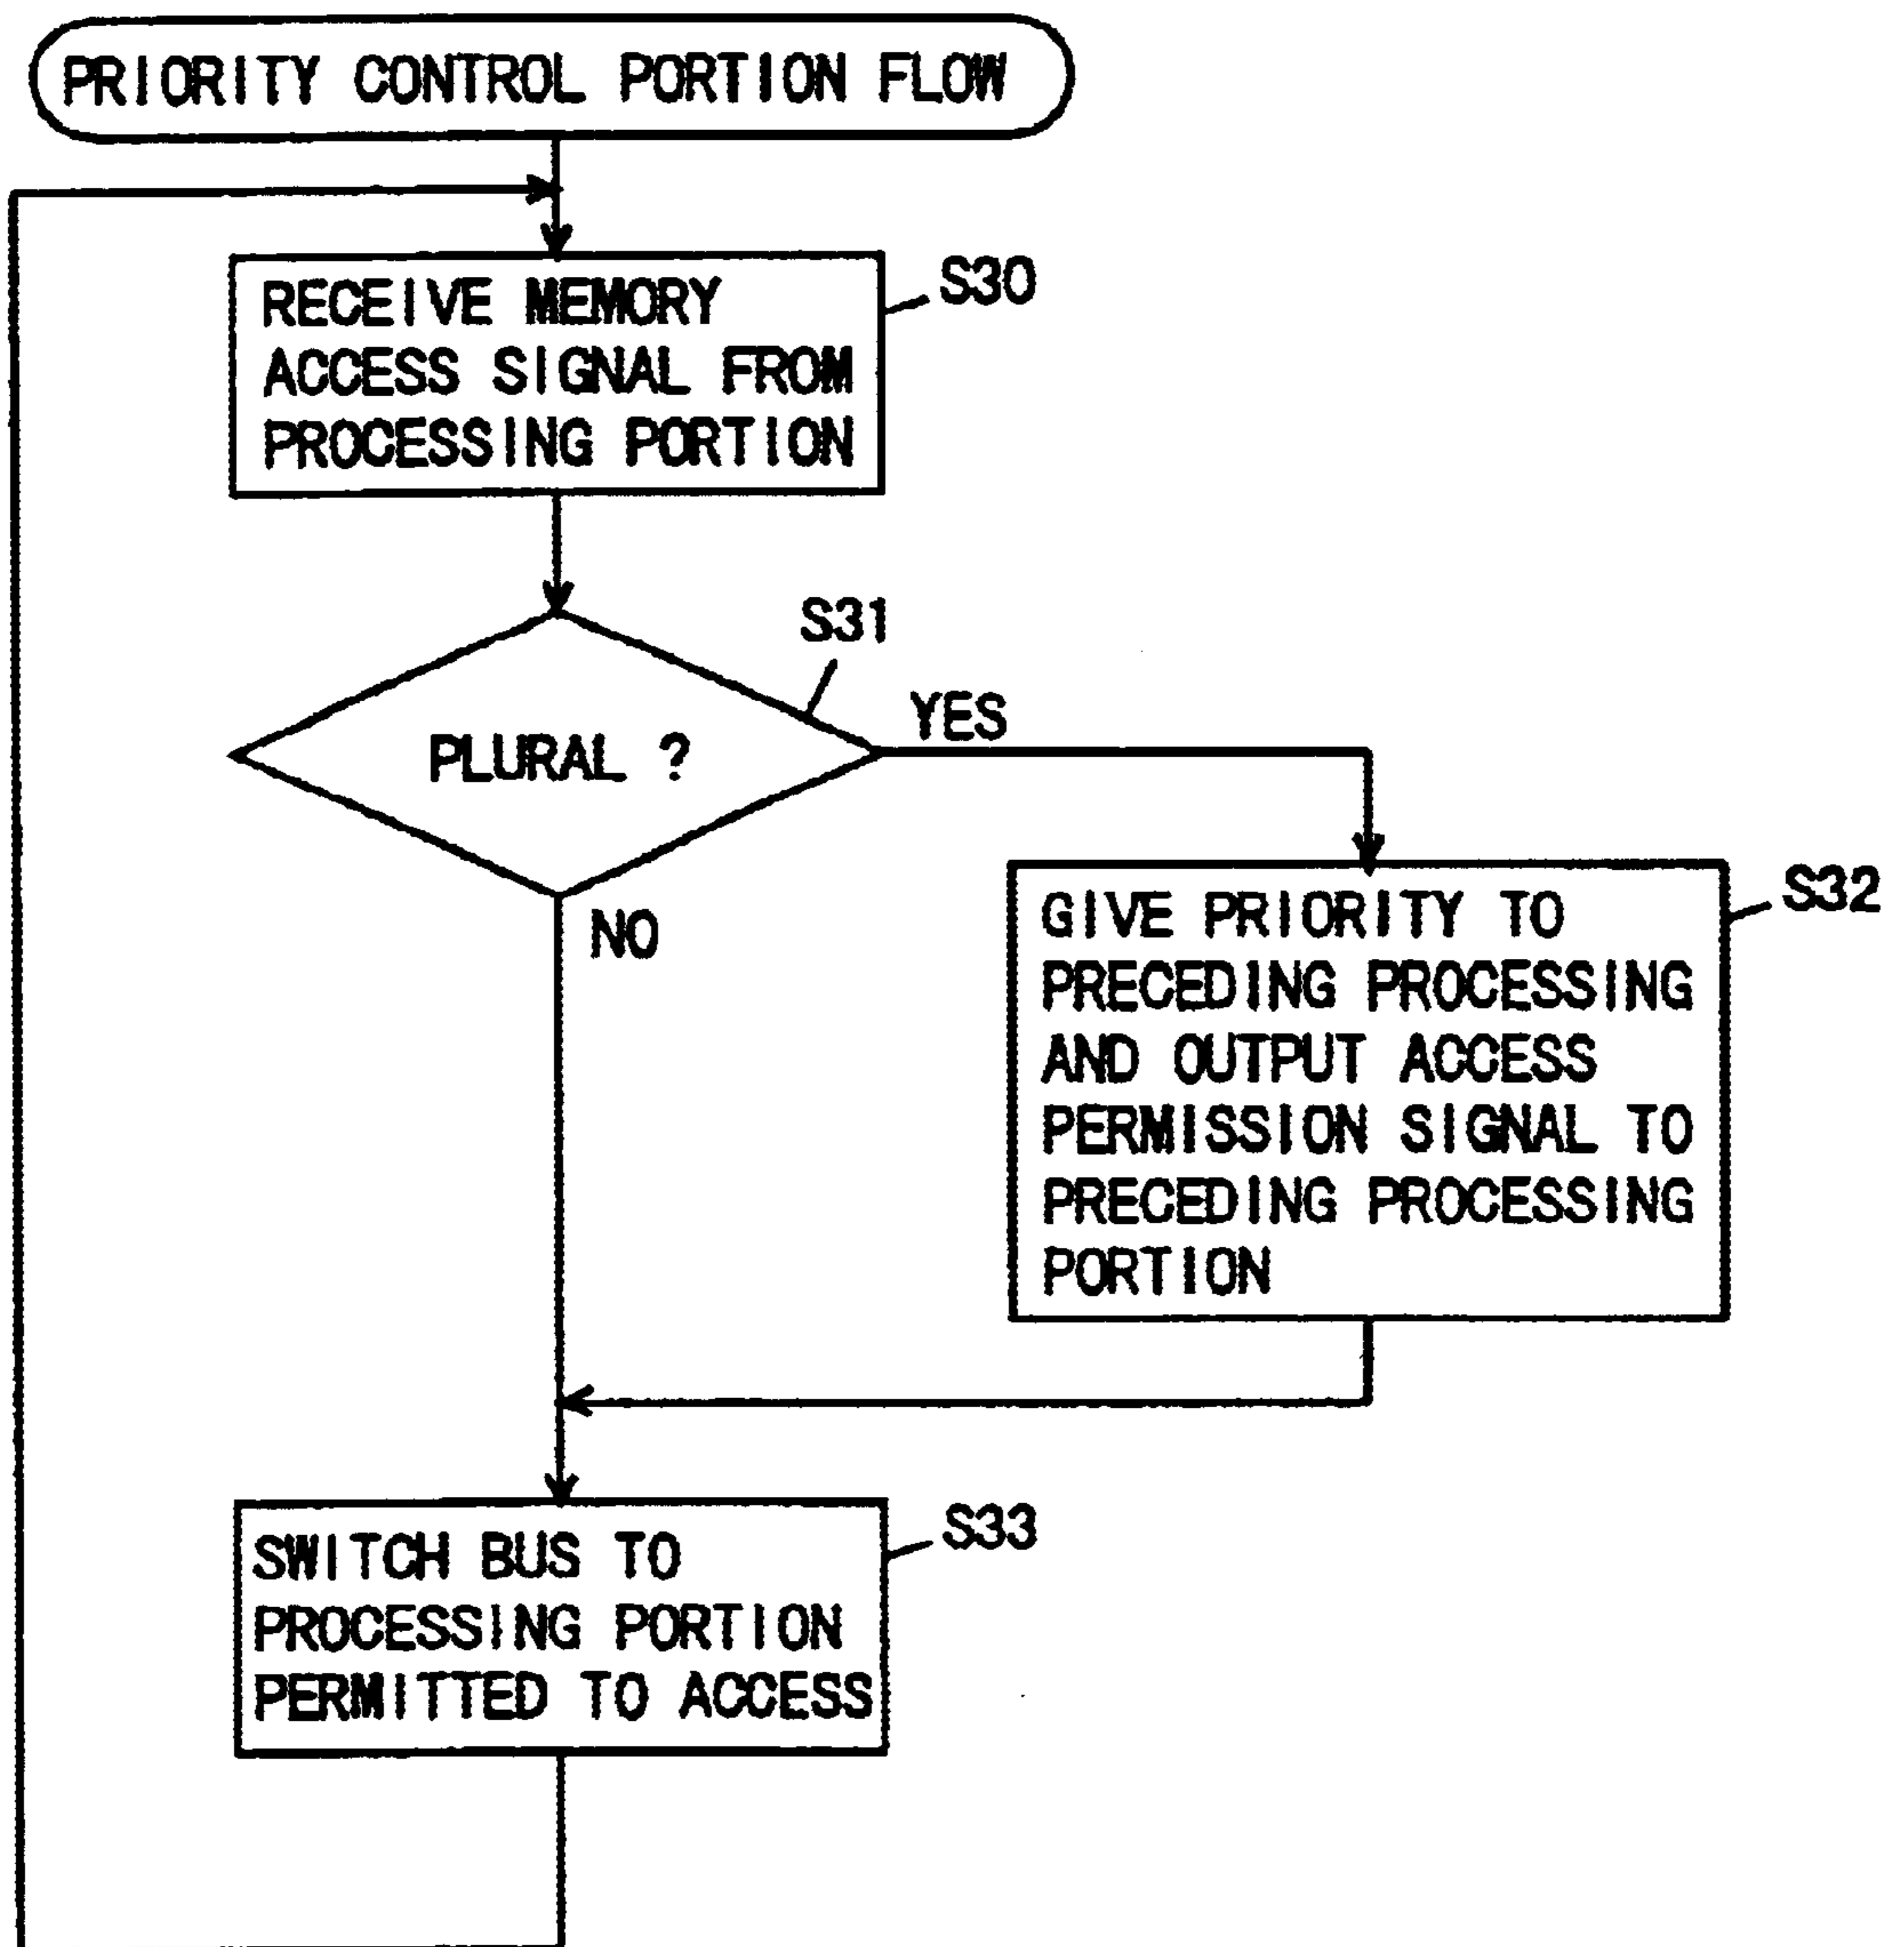 PRIORITY CONTROL PORTION FLOW
RECEIVE MEMORY
ACCESS SIGNAL FROM
PROCESSING PORTION
S30
S31
PLURAL ?
YES
NO
GIVE PRIORITY TO
PRECEDING PROCESSING
AND OUTPUT ACCESS
PERMISSION SIGNAL TO
PRECEDING PROCESSING
PORTION
S32
SWITCH BUS TO
PROCESSING PORTION
PERMITTED TO ACCESS
S33